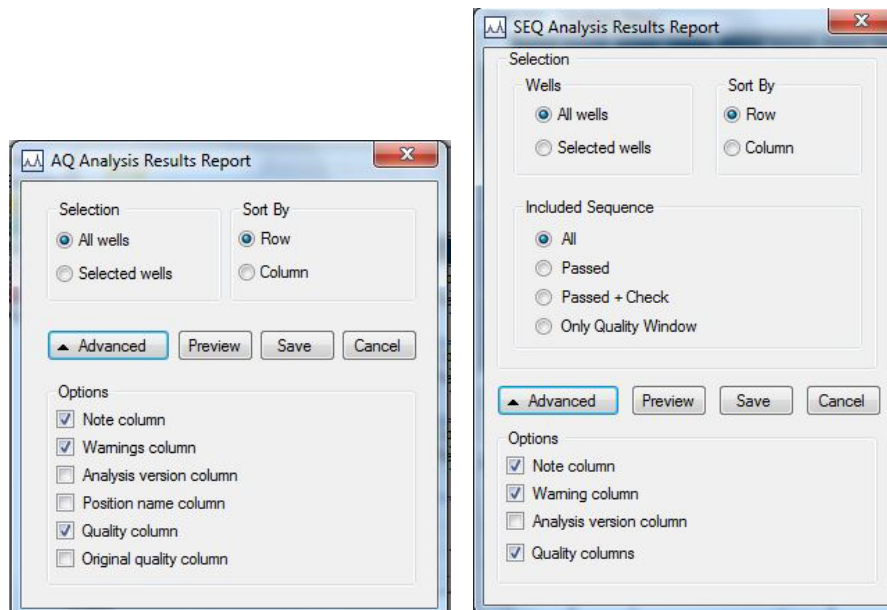 AQ Analysis Results Report
Selection
All wells
Selected wells
Sort By
Row
Column
Advanced
Preview
Save
Cancel
Options
Note column
Warnings column
Analysis version column
Position name column
Quality column
Original quality column
SEQ Analysis Results Report
Selection
Wells
All wells
Selected wells
Sort By
Row
Column
Included Sequence
All
Passed
Passed + Check
Only Quality Window
Advanced
Preview
Save
Cancel
Options
Note column
Warning column
Analysis version column
Quality columns